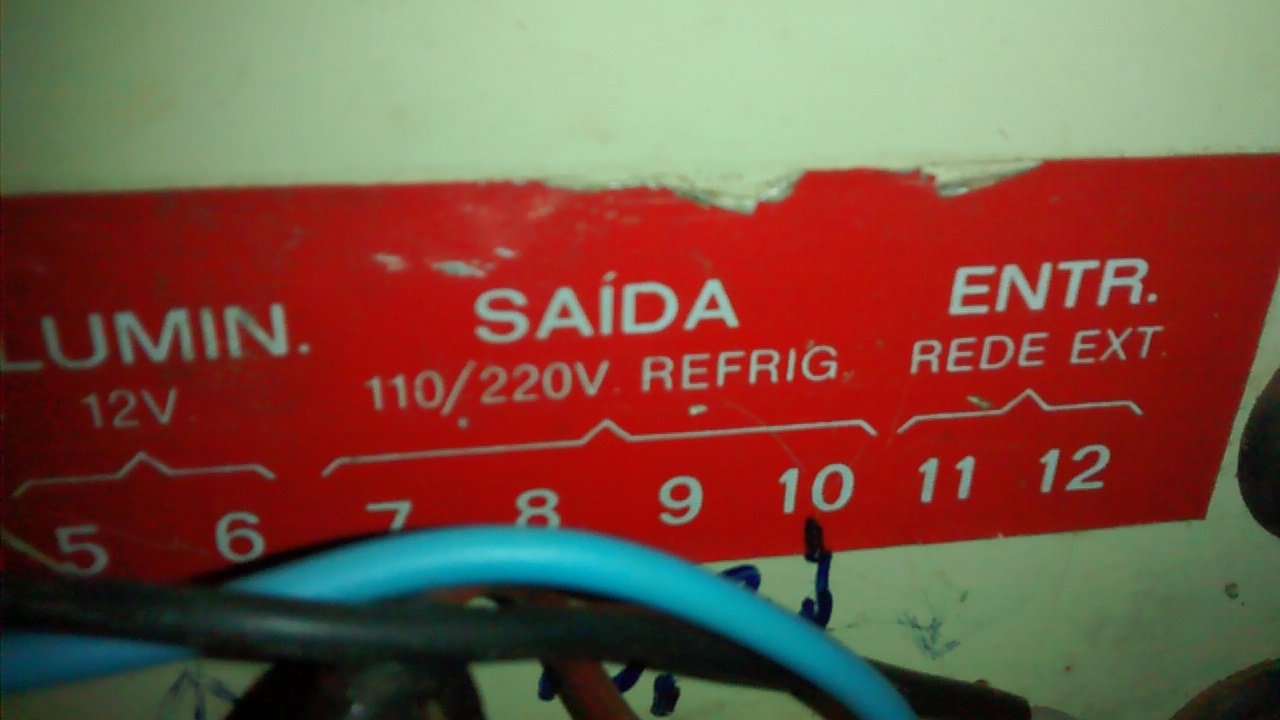 LUMIN.
12V
5 6
SAÍDA
110/220V REFRIG.
7 8 9 10
ENTR.
REDE EXT.
11 12